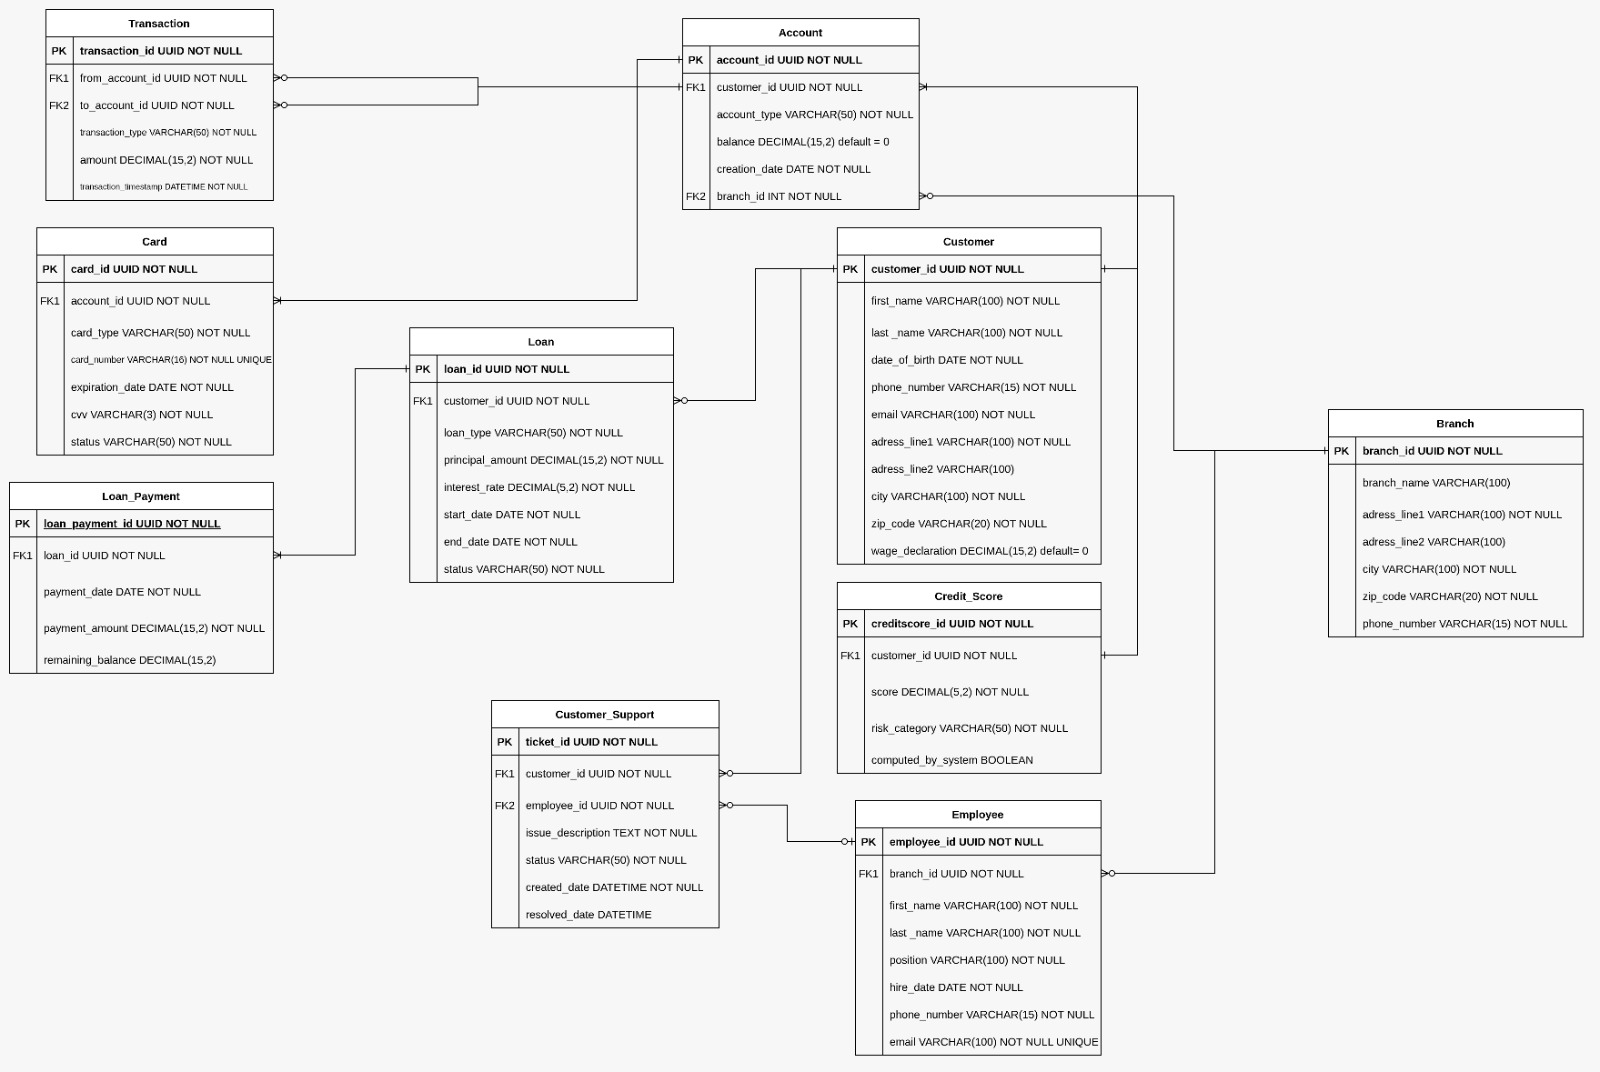 Transaction
PK transaction_id UUID NOT NULL
FK1 from_account_id UUID NOT NULL
FK2 to_account_id UUID NOT NULL
transaction_type VARCHAR(50) NOT NULL
amount DECIMAL(15,2) NOT NULL
transaction_timestamp DATETIME NOT NULL
Account
PK account_id UUID NOT NULL
FK1 customer_id UUID NOT NULL
account_type VARCHAR(50) NOT NULL
balance DECIMAL(15,2) default = 0
creation_date DATE NOT NULL
FK2 branch_id INT NOT NULL
Card
PK card_id UUID NOT NULL
FK1 account_id UUID NOT NULL
card_type VARCHAR(50) NOT NULL
card_number VARCHAR(16) NOT NULL UNIQUE
expiration_date DATE NOT NULL
cvv VARCHAR(3) NOT NULL
status VARCHAR(50) NOT NULL
Customer
PK customer_id UUID NOT NULL
first_name VARCHAR(100) NOT NULL
last _name VARCHAR(100) NOT NULL
date_of_birth DATE NOT NULL
phone_number VARCHAR(15) NOT NULL
email VARCHAR(100) NOT NULL
adress_line1 VARCHAR(100) NOT NULL
adress_line2 VARCHAR(100)
city VARCHAR(100) NOT NULL
zip_code VARCHAR(20) NOT NULL
wage_declaration DECIMAL(15,2) default= 0
Loan
PK loan_id UUID NOT NULL
FK1 customer_id UUID NOT NULL
loan_type VARCHAR(50) NOT NULL
principal_amount DECIMAL(15,2) NOT NULL
interest_rate DECIMAL(5,2) NOT NULL
start_date DATE NOT NULL
end_date DATE NOT NULL
status VARCHAR(50) NOT NULL
Branch
PK branch_id UUID NOT NULL
branch_name VARCHAR(100)
adress_line1 VARCHAR(100) NOT NULL
adress_line2 VARCHAR(100)
city VARCHAR(100) NOT NULL
zip_code VARCHAR(20) NOT NULL
phone_number VARCHAR(15) NOT NULL
Loan_Payment
PK loan_payment_id UUID NOT NULL
FK1 loan_id UUID NOT NULL
payment_date DATE NOT NULL
payment_amount DECIMAL(15,2) NOT NULL
remaining_balance DECIMAL(15,2)
Credit_Score
PK creditscore_id UUID NOT NULL
FK1 customer_id UUID NOT NULL
score DECIMAL(5,2) NOT NULL
risk_category VARCHAR(50) NOT NULL
computed_by_system BOOLEAN
Customer_Support
PK ticket_id UUID NOT NULL
FK1 customer_id UUID NOT NULL
FK2 employee_id UUID NOT NULL
issue_description TEXT NOT NULL
status VARCHAR(50) NOT NULL
created_date DATETIME NOT NULL
resolved_date DATETIME
Employee
PK employee_id UUID NOT NULL
FK1 branch_id UUID NOT NULL
first_name VARCHAR(100) NOT NULL
last _name VARCHAR(100) NOT NULL
position VARCHAR(100) NOT NULL
hire_date DATE NOT NULL
phone_number VARCHAR(15) NOT NULL
email VARCHAR(100) NOT NULL UNIQUE